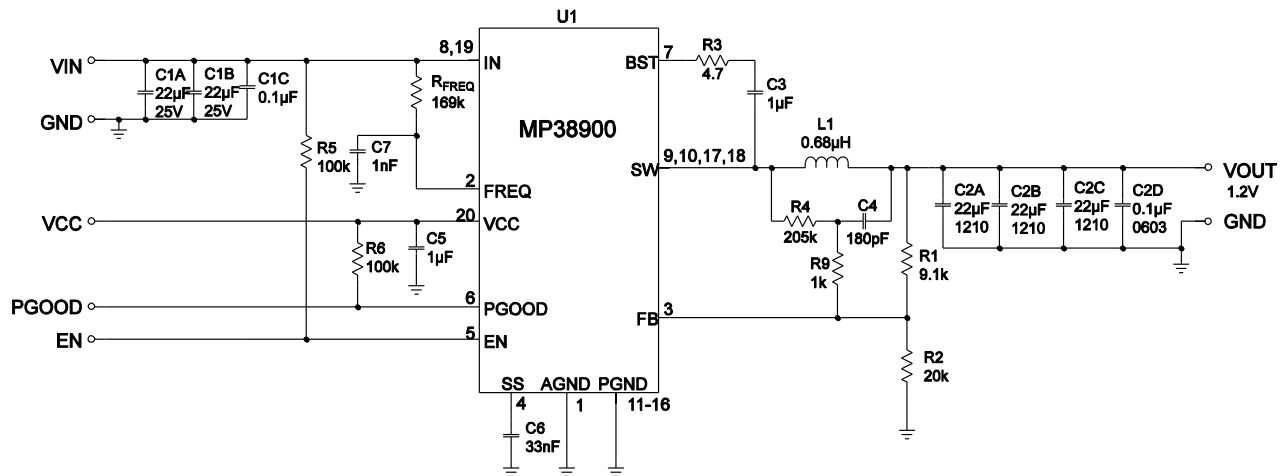 U1
MP38900
VIN
GND
C1A
22µF
25V
C1B
22µF
25V
C1C
0.1µF
8,19
IN
RFREQ
169k
R5
100k
C7
1nF
2
FREQ
VCC
20
VCC
R6
100k
C5
1µF
PGOOD
6
PGOOD
EN
5
EN
SS
4
AGND
1
PGND
11-16
C6
33nF
BST
7
R3
4.7
C3
1µF
SW
9,10,17,18
L1
0.68µH
R4
205k
C4
180pF
R9
1k
R1
9.1k
FB
3
R2
20k
C2A
22µF
1210
C2B
22µF
1210
C2C
22µF
1210
C2D
0.1µF
0603
VOUT
1.2V
GND